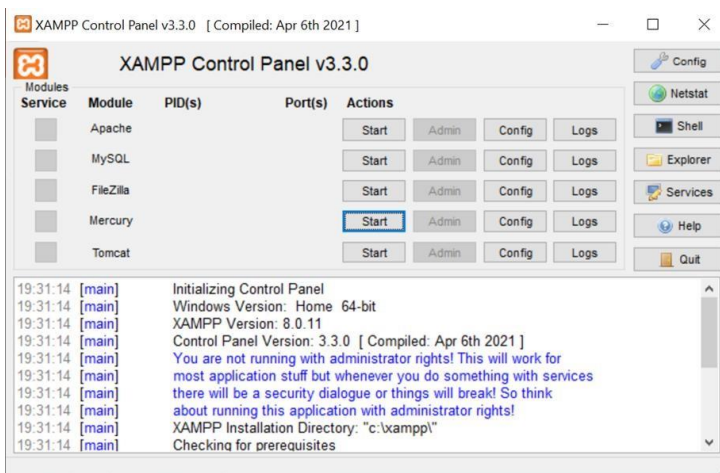 XAMPP Control Panel v3.3.0 [ Compiled: Apr 6th 2021 ]
XAMPP Control Panel v3.3.0
Config
Modules
Service Module PID(s) Port(s) Actions
Netstat
Apache Start Admin Config Logs
Shell
MySQL Start Admin Config Logs
Explorer
FileZilla Start Admin Config Logs
Services
Mercury Start Admin Config Logs
Help
Tomcat Start Admin Config Logs
Quit
19:31:14 [main] Initializing Control Panel
19:31:14 [main] Windows Version: Home 64-bit
19:31:14 [main] XAMPP Version: 8.0.11
19:31:14 [main] Control Panel Version: 3.3.0 [ Compiled: Apr 6th 2021 ]
19:31:14 [main] You are not running with administrator rights! This will work for
19:31:14 [main] most application stuff but whenever you do something with services
19:31:14 [main] there will be a security dialogue or things will break! So think
19:31:14 [main] about running this application with administrator rights!
19:31:14 [main] XAMPP Installation Directory: "c:\xampp\"
19:31:14 [main] Checking for prerequisites